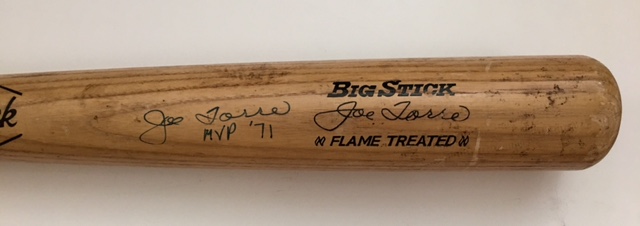 k
Joe Torre
MVP '71
BIG STICK
Joe Torre
FLAME TREATED